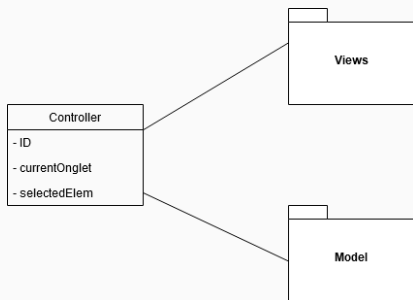 Views
Controller
- ID
- currentOnglet
- selectedElem
Model